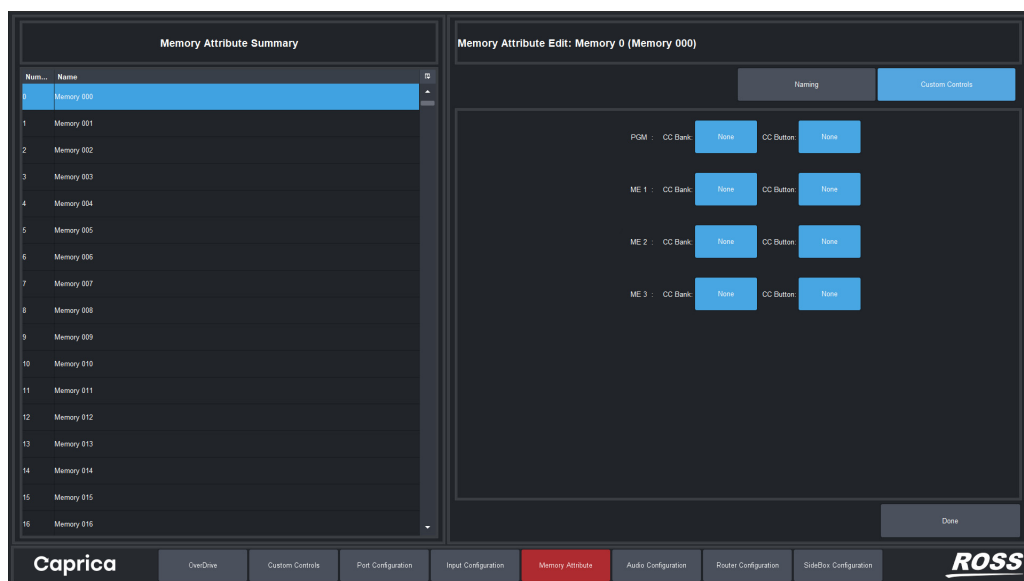 Memory Attribute Summary
Num... Name
0 Memory 000
1 Memory 001
2 Memory 002
3 Memory 003
4 Memory 004
5 Memory 005
6 Memory 006
7 Memory 007
8 Memory 008
9 Memory 009
10 Memory 010
11 Memory 011
12 Memory 012
13 Memory 013
14 Memory 014
15 Memory 015
16 Memory 016
Memory Attribute Edit: Memory 0 (Memory 000)
Naming Custom Controls
PGM : CC Bank: None CC Button: None
ME 1 : CC Bank: None CC Button: None
ME 2 : CC Bank: None CC Button: None
ME 3 : CC Bank: None CC Button: None
Done
Caprica OverDrive Custom Controls Port Configuration Input Configuration Memory Attribute Audio Configuration Router Configuration SideBox Configuration ROSS